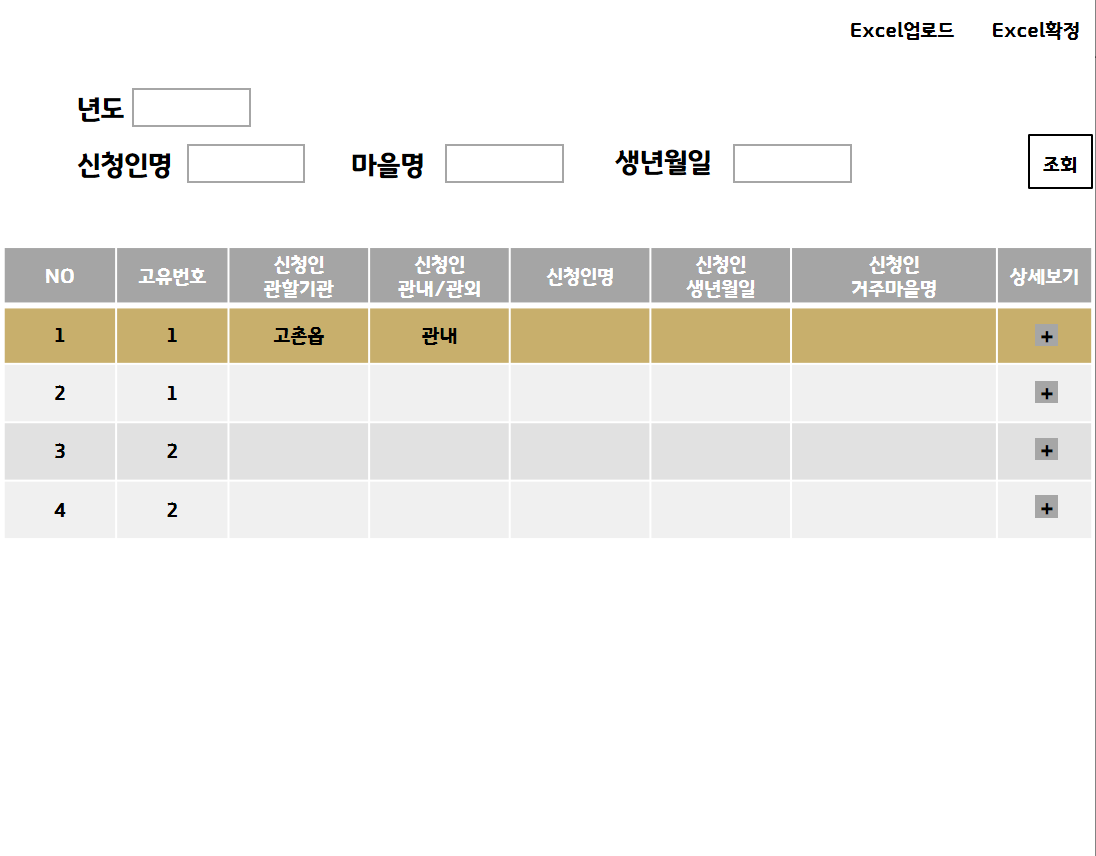 Excel업로드 Excel확정
년도
신청인명 마을명 생년월일 조회
NO 고유번호 신청인 관할기관 신청인 관내/관외 신청인명 신청인 생년월일 신청인 거주마을명 상세보기
1 1 고촌읍 관내 +
2 1 +
3 2 +
4 2 +